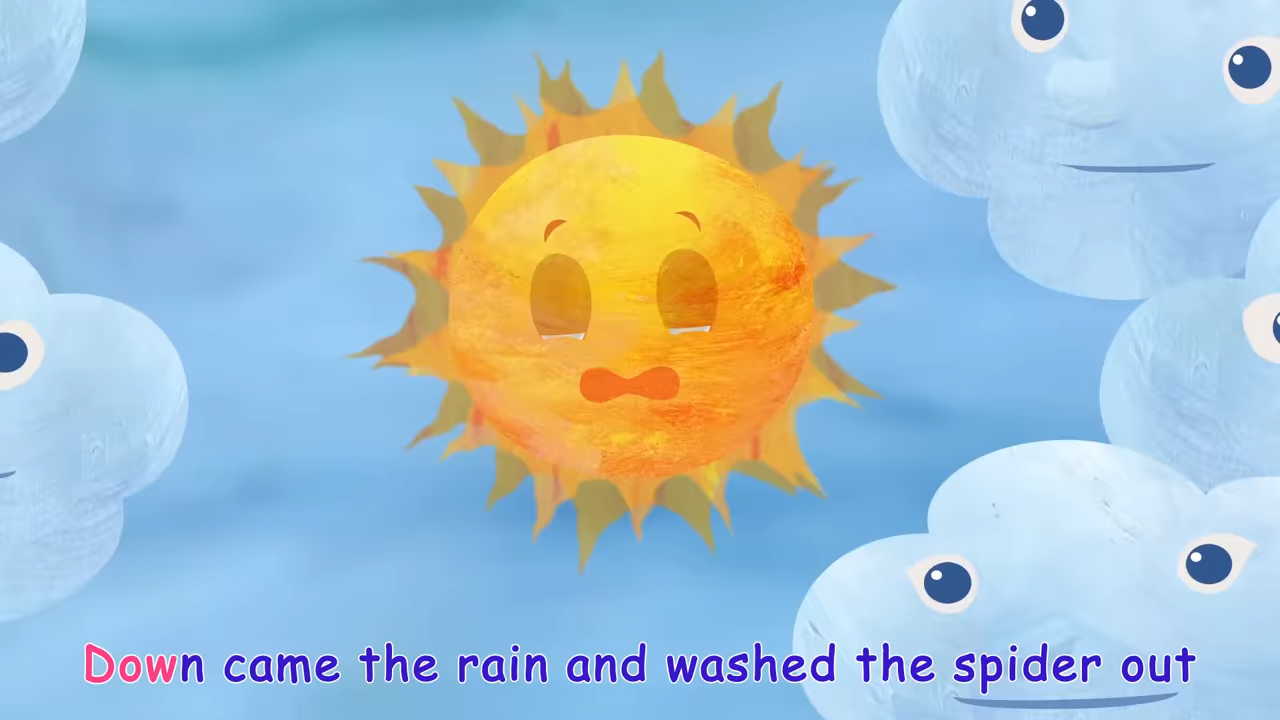 Down came the rain and washed the spider out